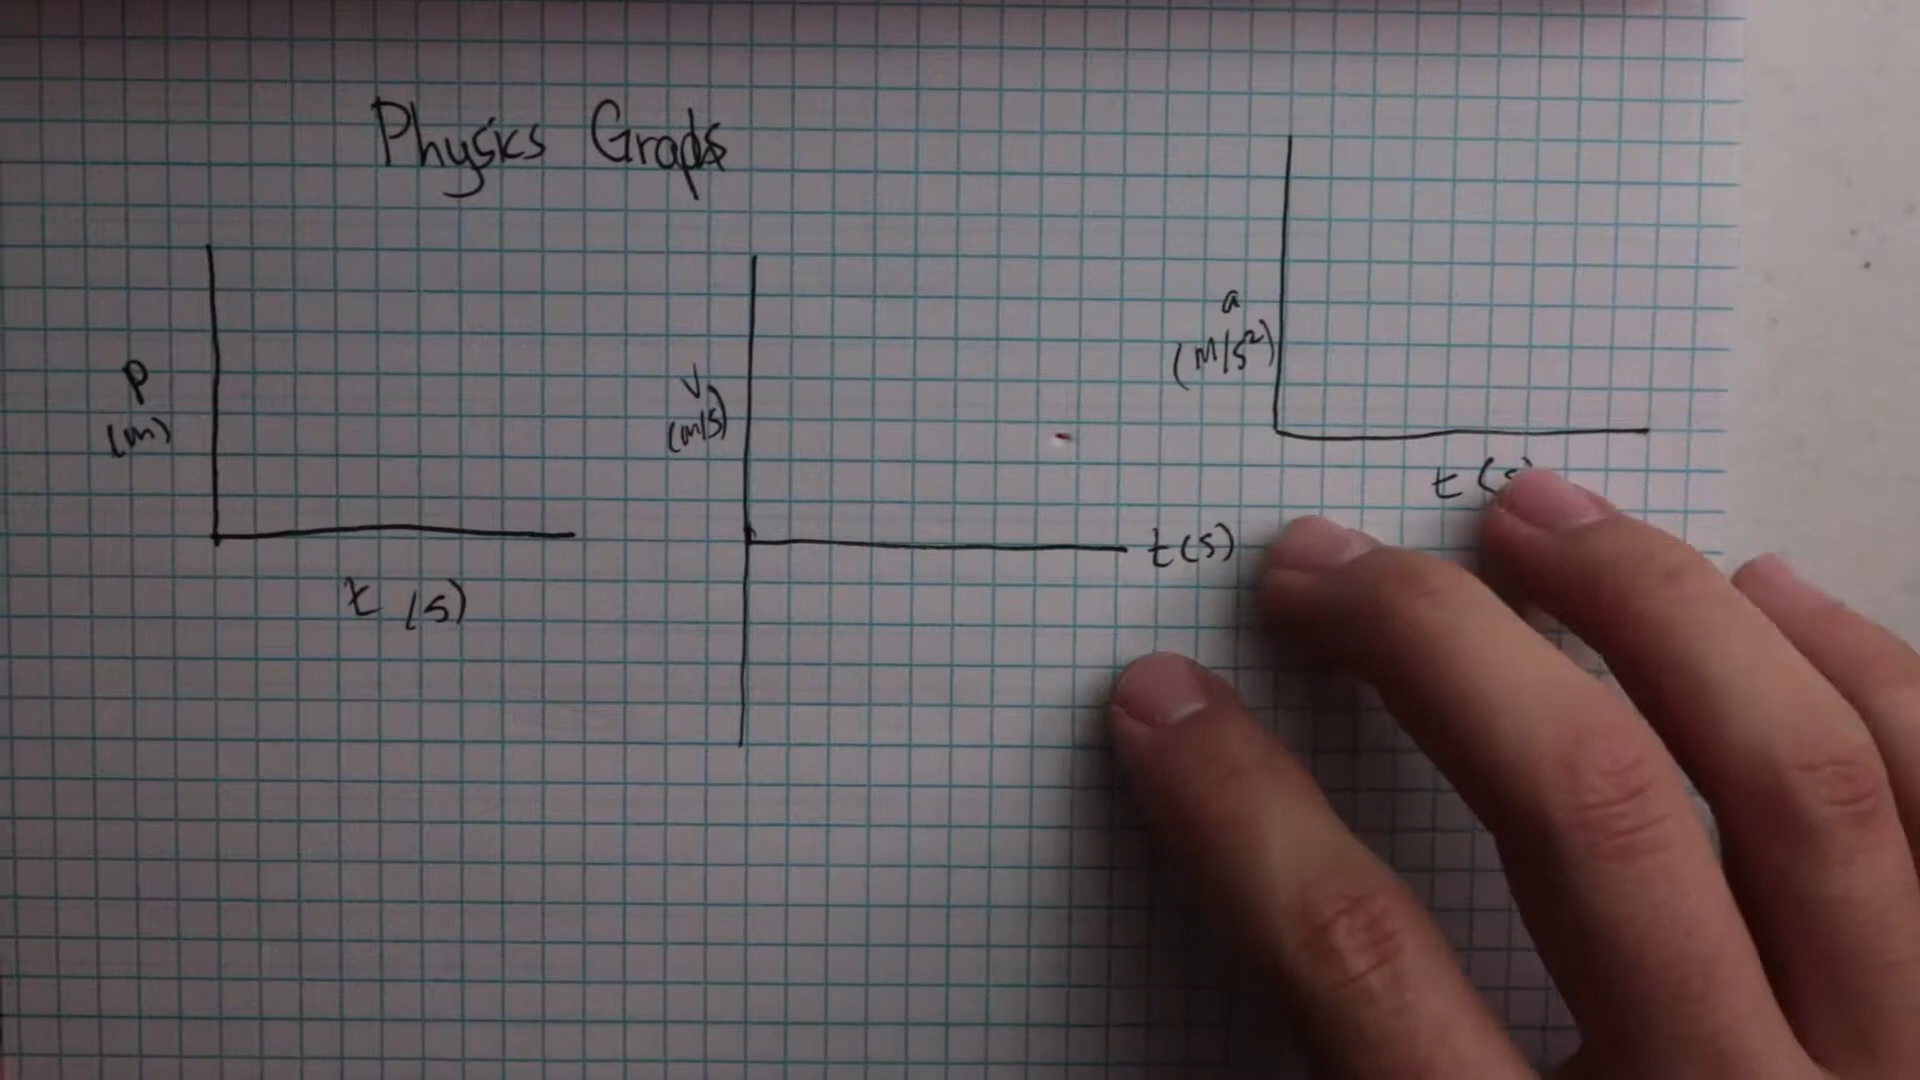 Physics Graphs
P
(m)
t (s)
V
(m/s)
t (s)
a
(m/s²)
t (s)